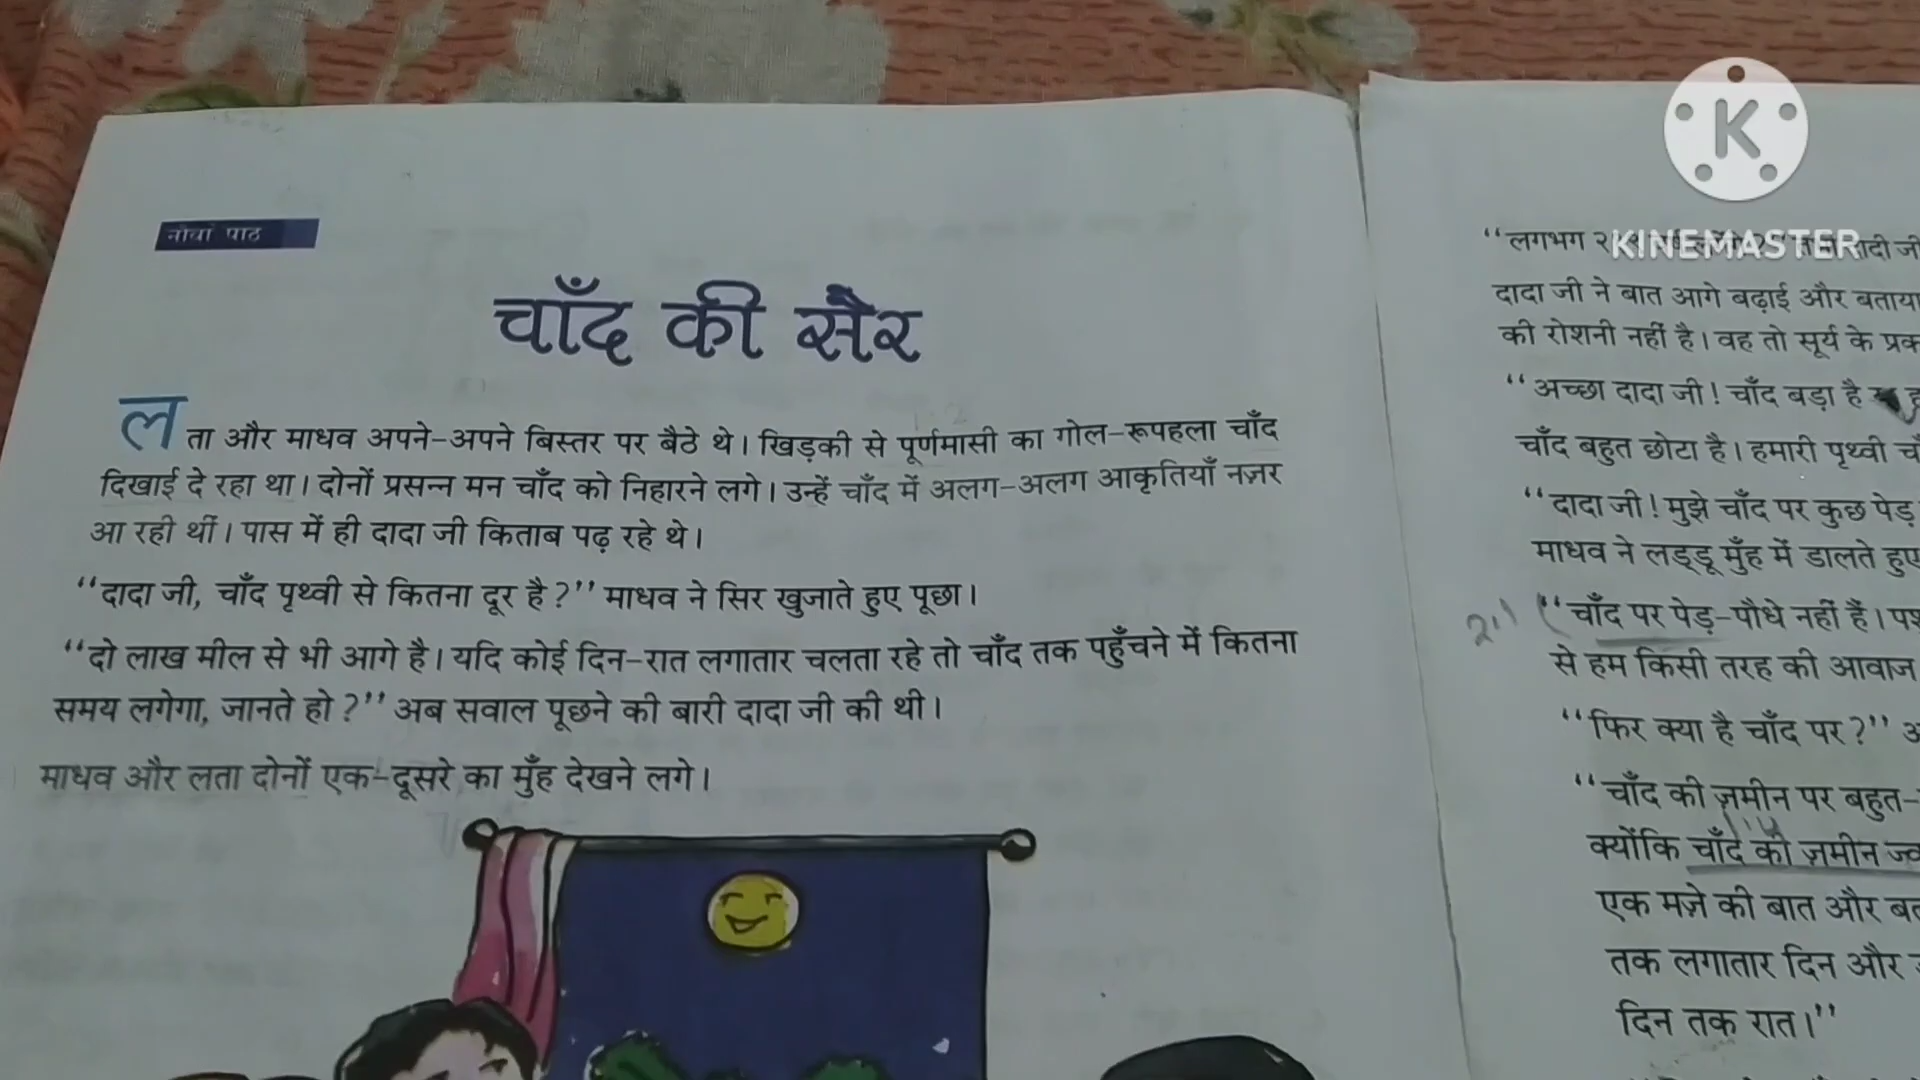 नौवाँ पाठ
चाँद की सैर
लता और माधव अपने-अपने बिस्तर पर बैठे थे। खिड़की से पूर्णमासी का गोल-रूपहला चाँद
दिखाई दे रहा था। दोनों प्रसन्न मन चाँद को निहारने लगे। उन्हें चाँद में अलग-अलग आकृतियाँ नज़र
आ रही थीं। पास में ही दादा जी किताब पढ़ रहे थे।
“दादा जी, चाँद पृथ्वी से कितना दूर है?” माधव ने सिर खुजाते हुए पूछा।
“दो लाख मील से भी आगे है। यदि कोई दिन-रात लगातार चलता रहे तो चाँद तक पहुँचने में कितना
समय लगेगा, जानते हो?” अब सवाल पूछने की बारी दादा जी की थी।
माधव और लता दोनों एक-दूसरे का मुँह देखने लगे।
K
KINEMASTER
“लगभग
दादा जी ने बात आगे बढ़ाई और बताया
की रोशनी नहीं है। वह तो सूर्य के
“अच्छा दादा जी! चाँद बड़ा है
चाँद बहुत छोटा है। हमारी पृथ्वी
“दादा जी! मुझे चाँद पर कुछ पेड़
माधव ने लड्डू मुँह में डालते हुए
“चाँद पर पेड़-पौधे नहीं हैं।
से हम किसी तरह की आवाज
“फिर क्या है चाँद पर?”
“चाँद की ज़मीन पर बहुत-
क्योंकि चाँद की ज़मीन
एक मज़े की बात और
तक लगातार दिन और
दिन तक रात।”